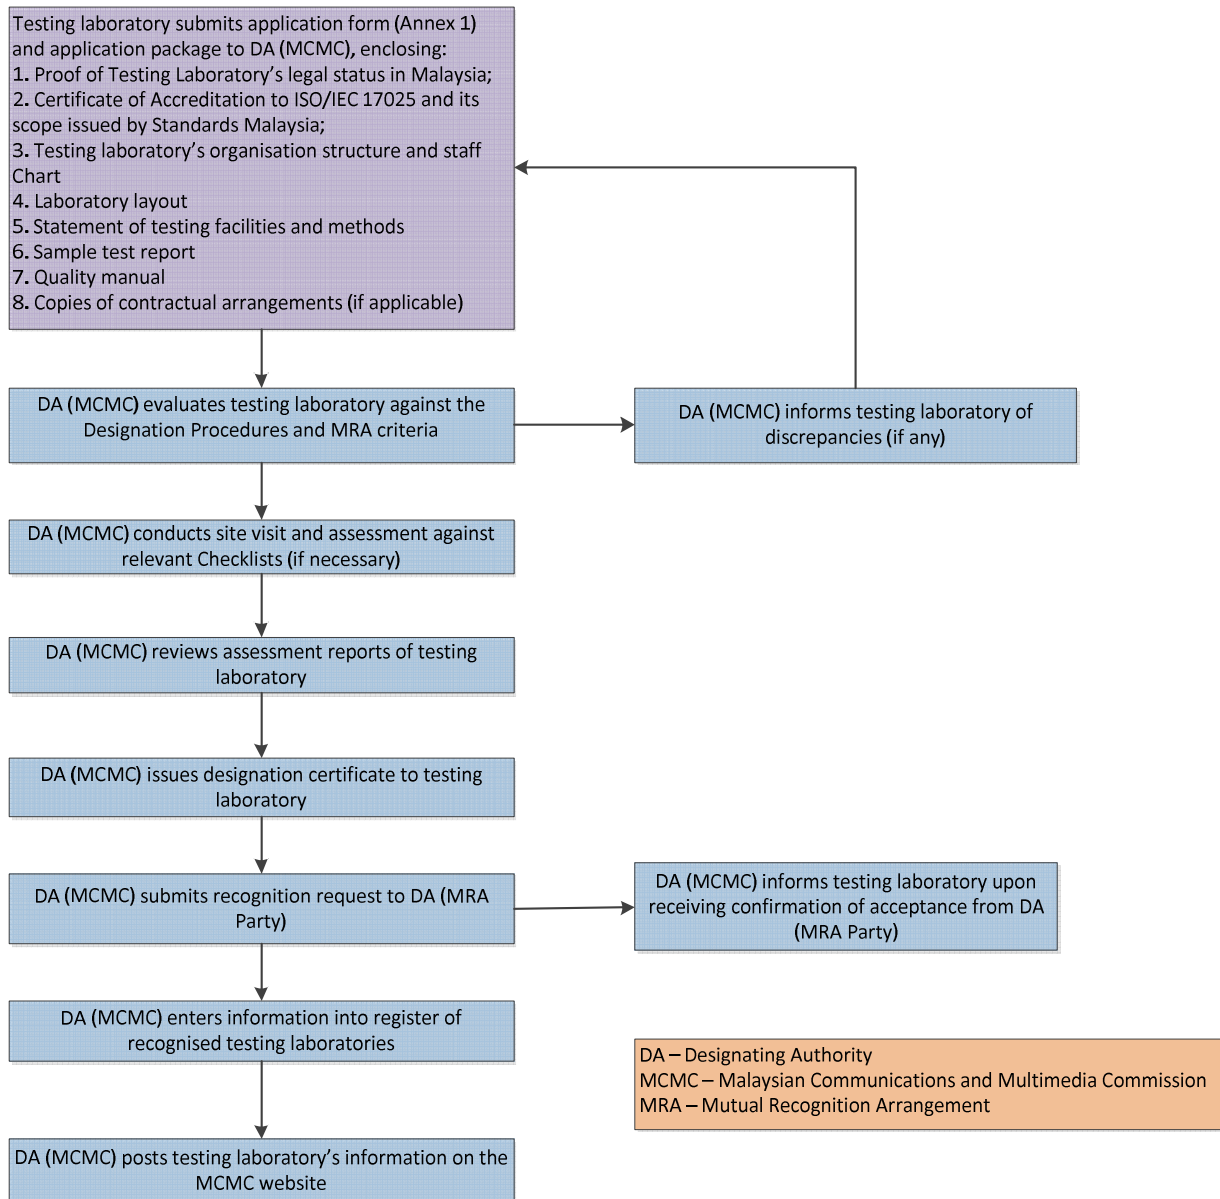 Testing laboratory submits application form (Annex 1)
and application package to DA (MCMC), enclosing:
1. Proof of Testing Laboratory's legal status in Malaysia;
2. Certificate of Accreditation to ISO/IEC 17025 and its
scope issued by Standards Malaysia;
3. Testing laboratory's organisation structure and staff
Chart
4. Laboratory layout
5. Statement of testing facilities and methods
6. Sample test report
7. Quality manual
8. Copies of contractual arrangements (if applicable)
DA (MCMC) evaluates testing laboratory against the
Designation Procedures and MRA criteria
DA (MCMC) informs testing laboratory of
discrepancies (if any)
DA (MCMC) conducts site visit and assessment against
relevant Checklists (if necessary)
DA (MCMC) reviews assessment reports of testing
laboratory
DA (MCMC) issues designation certificate to testing
laboratory
DA (MCMC) submits recognition request to DA (MRA
Party)
DA (MCMC) informs testing laboratory upon
receiving confirmation of acceptance from DA
(MRA Party)
DA (MCMC) enters information into register of
recognised testing laboratories
DA – Designating Authority
MCMC – Malaysian Communications and Multimedia Commission
MRA – Mutual Recognition Arrangement
DA (MCMC) posts testing laboratory's information on the
MCMC website